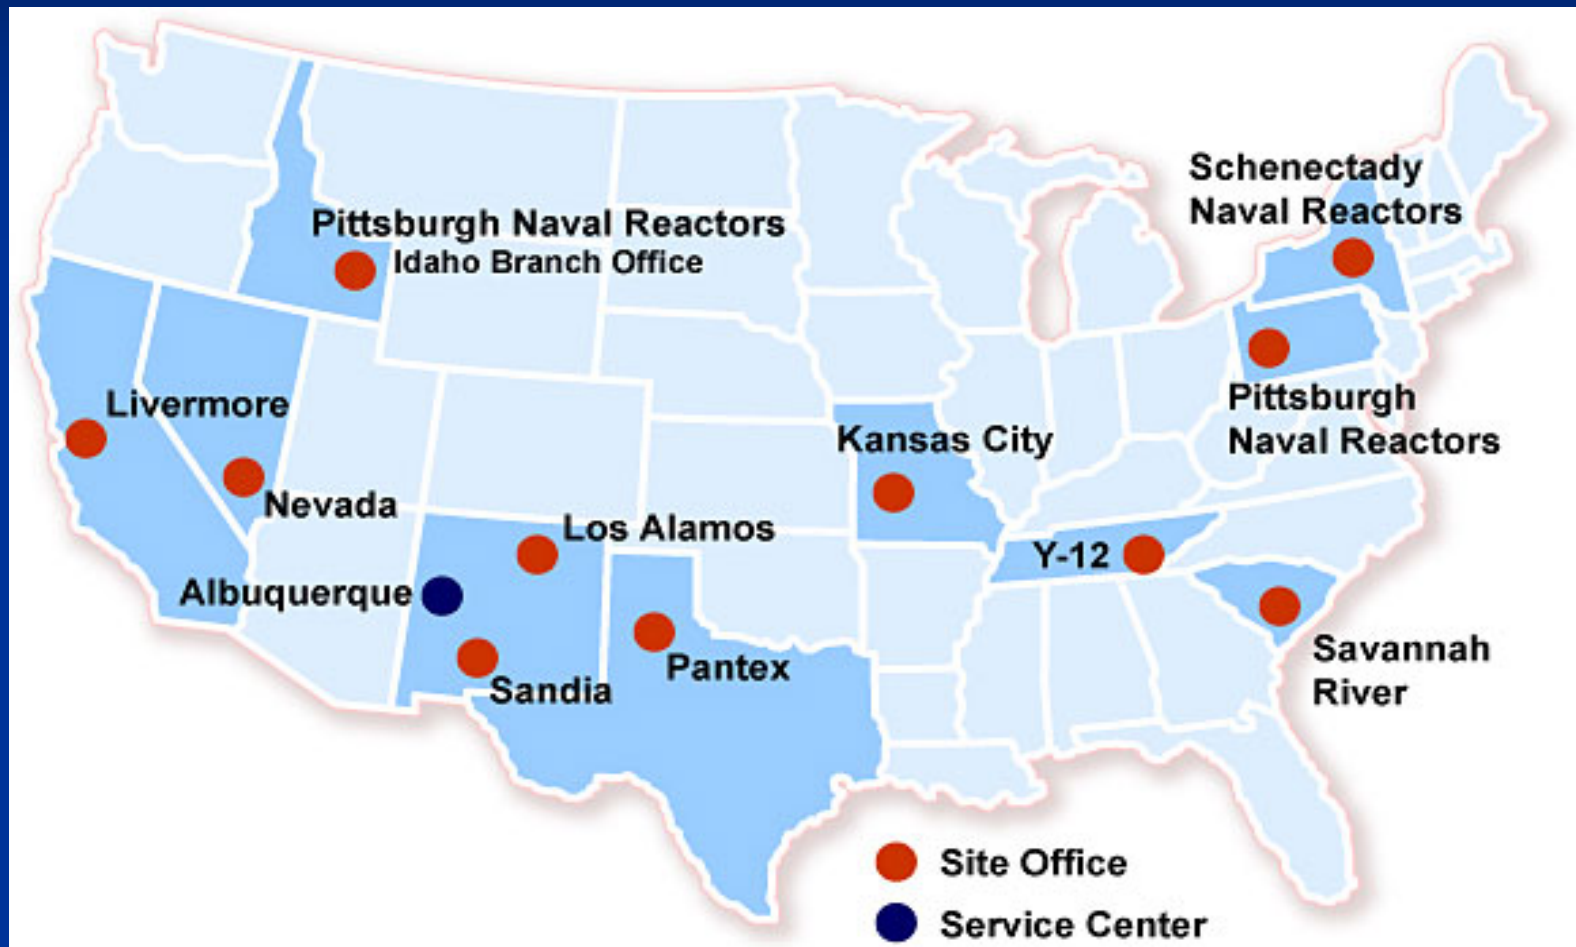 Schenectady
Naval Reactors
Pittsburgh Naval Reactors
Idaho Branch Office
Pittsburgh
Naval Reactors
Livermore
Kansas City
Nevada
Los Alamos
Y-12
Albuquerque
Pantex
Sandia
Savannah
River
Site Office
Service Center